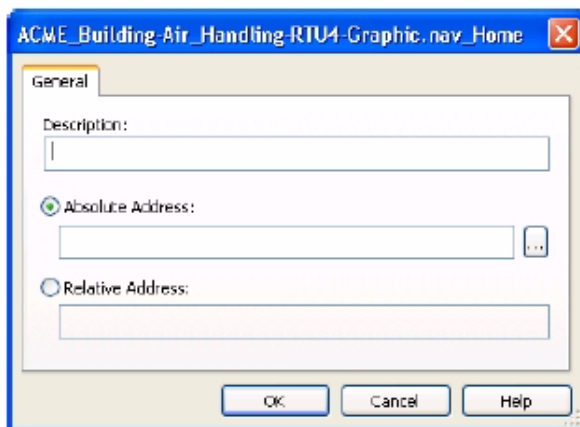 ACME_Building-Air_Handling-RTU4-Graphic.nav_Home
General
Description:
Absolute Address:
...
Relative Address:
OK Cancel Help